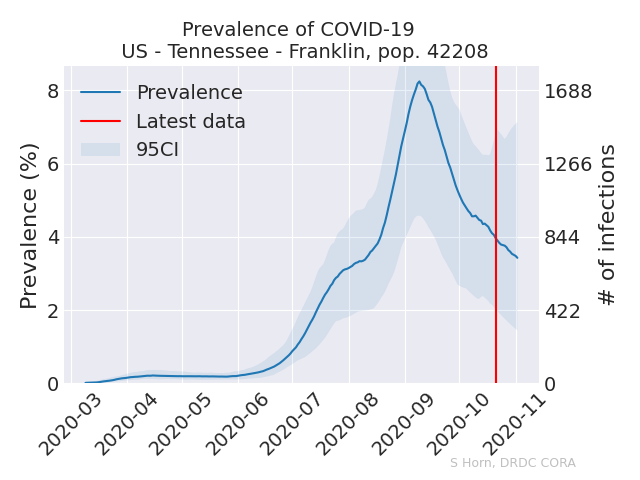 Prevalence of COVID-19
US - Tennessee - Franklin, pop. 42208
Prevalence
Latest data
95CI
Prevalence (%)
8
6
4
2
0
1688
1266
844
422
0
# of infections
2020-03
2020-04
2020-05
2020-06
2020-07
2020-08
2020-09
2020-10
2020-11
S Horn, DRDC CORA